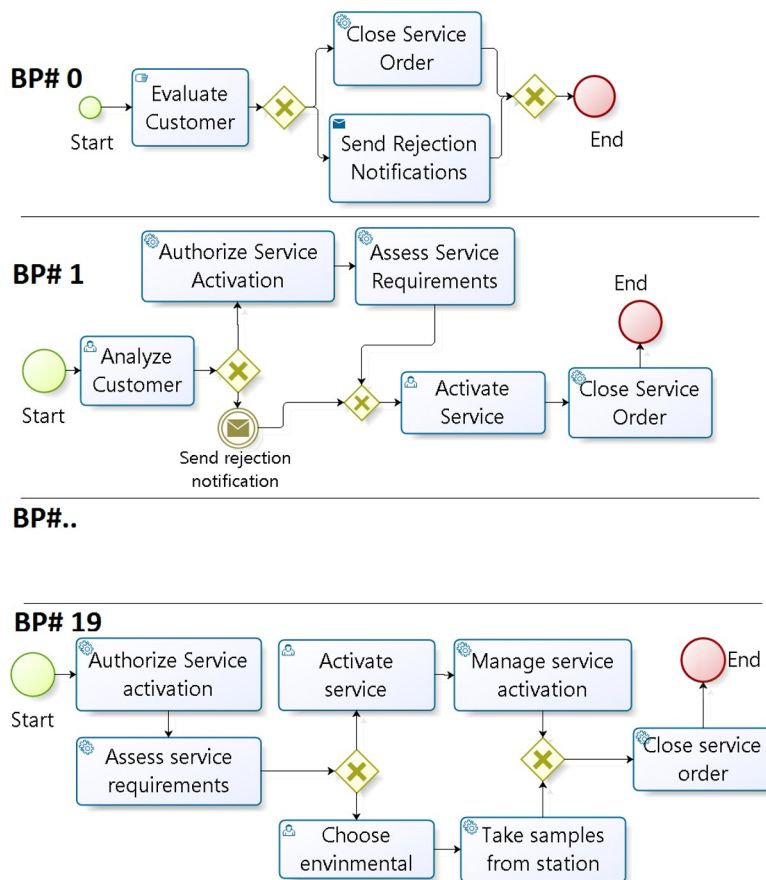 BP# 0
Close Service
Order
Evaluate
Customer
Start
Send Rejection
Notifications
End
BP# 1
Authorize Service
Activation
Assess Service
Requirements
End
Analyze
Customer
Start
Activate
Service
Close Service
Order
Send rejection
notification
BP#..
BP# 19
Authorize Service
activation
Activate
service
Manage service
activation
End
Start
Assess service
requirements
Close service
order
Choose
envinmental
Take samples
from station